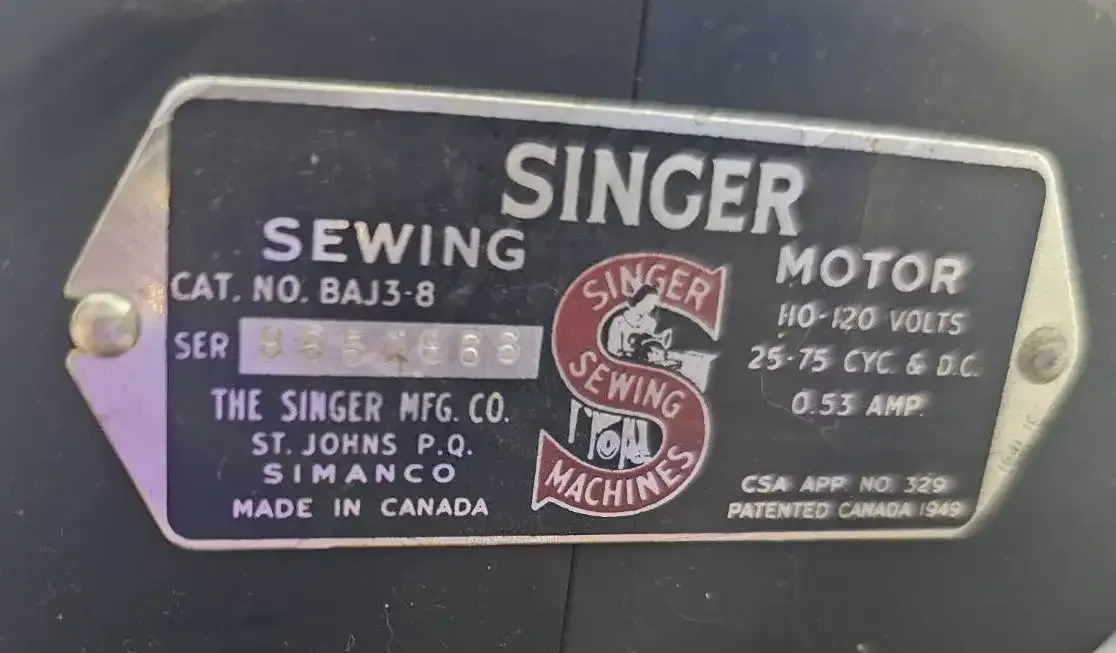 SINGER
SEWING
MOTOR
CAT. NO. BAJ3-8
110-120 VOLTS
SER
25-75 CYC. & D.C.
0.53 AMP.
THE SINGER MFG. CO.
ST. JOHNS P.Q.
SIMANCO
MADE IN CANADA
SINGER
SEWING
MACHINES
CSA APP. NO. 329
PATENTED CANADA 1949